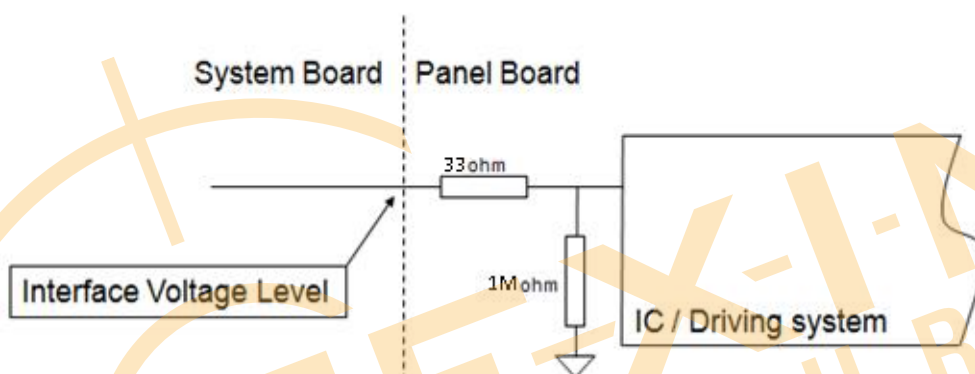 System Board
Panel Board
33ohm
1Mohm
Interface Voltage Level
IC / Driving system